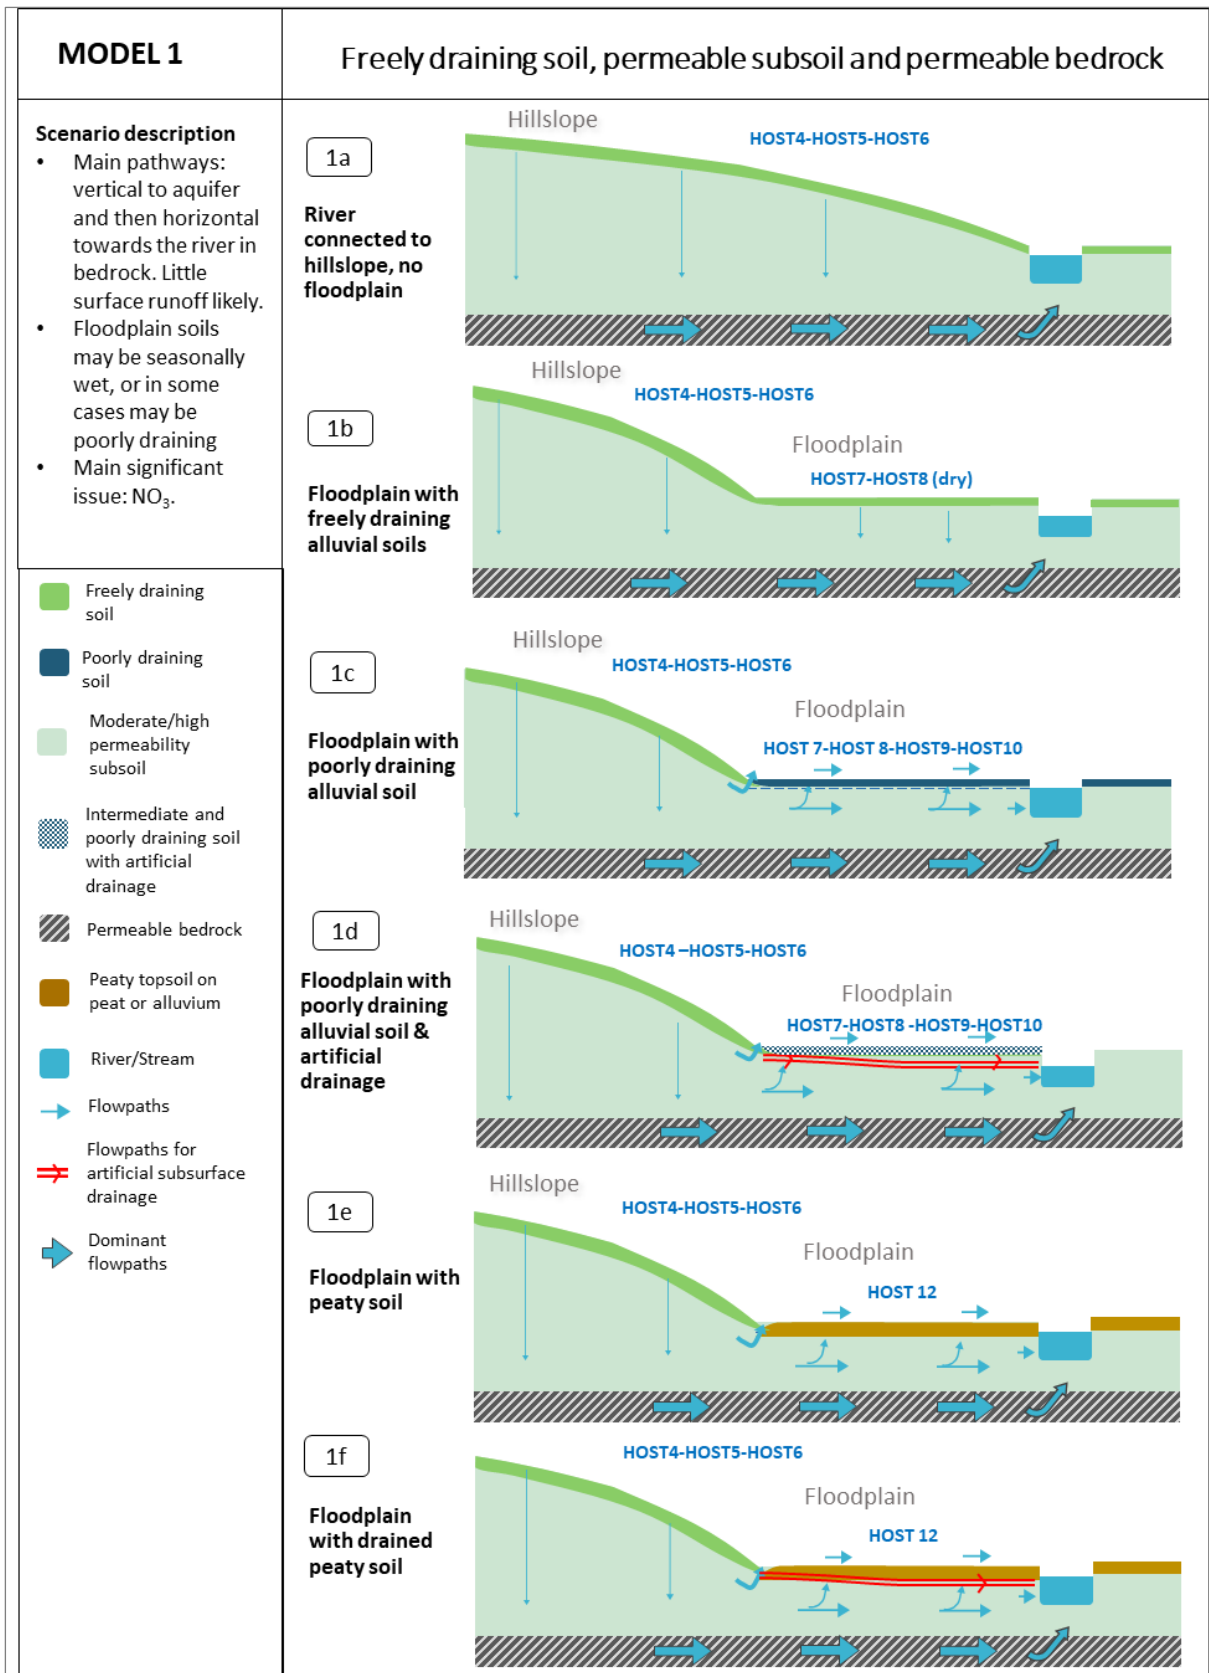 MODEL 1
Freely draining soil, permeable subsoil and permeable bedrock
Scenario description
• Main pathways:
vertical to aquifer
and then horizontal
towards the river in
bedrock. Little
surface runoff likely.
• Floodplain soils
may be seasonally
wet, or in some
cases may be
poorly draining
• Main significant
issue: NO₃.
Freely draining
soil
Poorly draining
soil
Moderate/high
permeability
subsoil
Intermediate and
poorly draining soil
with artificial
drainage
Permeable bedrock
Peaty topsoil on
peat or alluvium
River/Stream
Flowpaths
Flowpaths for
artificial subsurface
drainage
Dominant
flowpaths
1a
River
connected to
hillslope, no
floodplain
Hillslope
HOST4-HOST5-HOST6
1b
Floodplain with
freely draining
alluvial soils
Hillslope
HOST4-HOST5-HOST6
Floodplain
HOST7-HOST8 (dry)
1c
Floodplain with
poorly draining
alluvial soil
Hillslope
HOST4-HOST5-HOST6
Floodplain
HOST 7-HOST 8-HOST9-HOST10
1d
Floodplain with
poorly draining
alluvial soil &
artificial
drainage
Hillslope
HOST4 –HOST5-HOST6
Floodplain
HOST7-HOST8 -HOST9-HOST10
1e
Floodplain with
peaty soil
Hillslope
HOST4-HOST5-HOST6
Floodplain
HOST 12
1f
Floodplain
with drained
peaty soil
HOST4-HOST5-HOST6
Floodplain
HOST 12